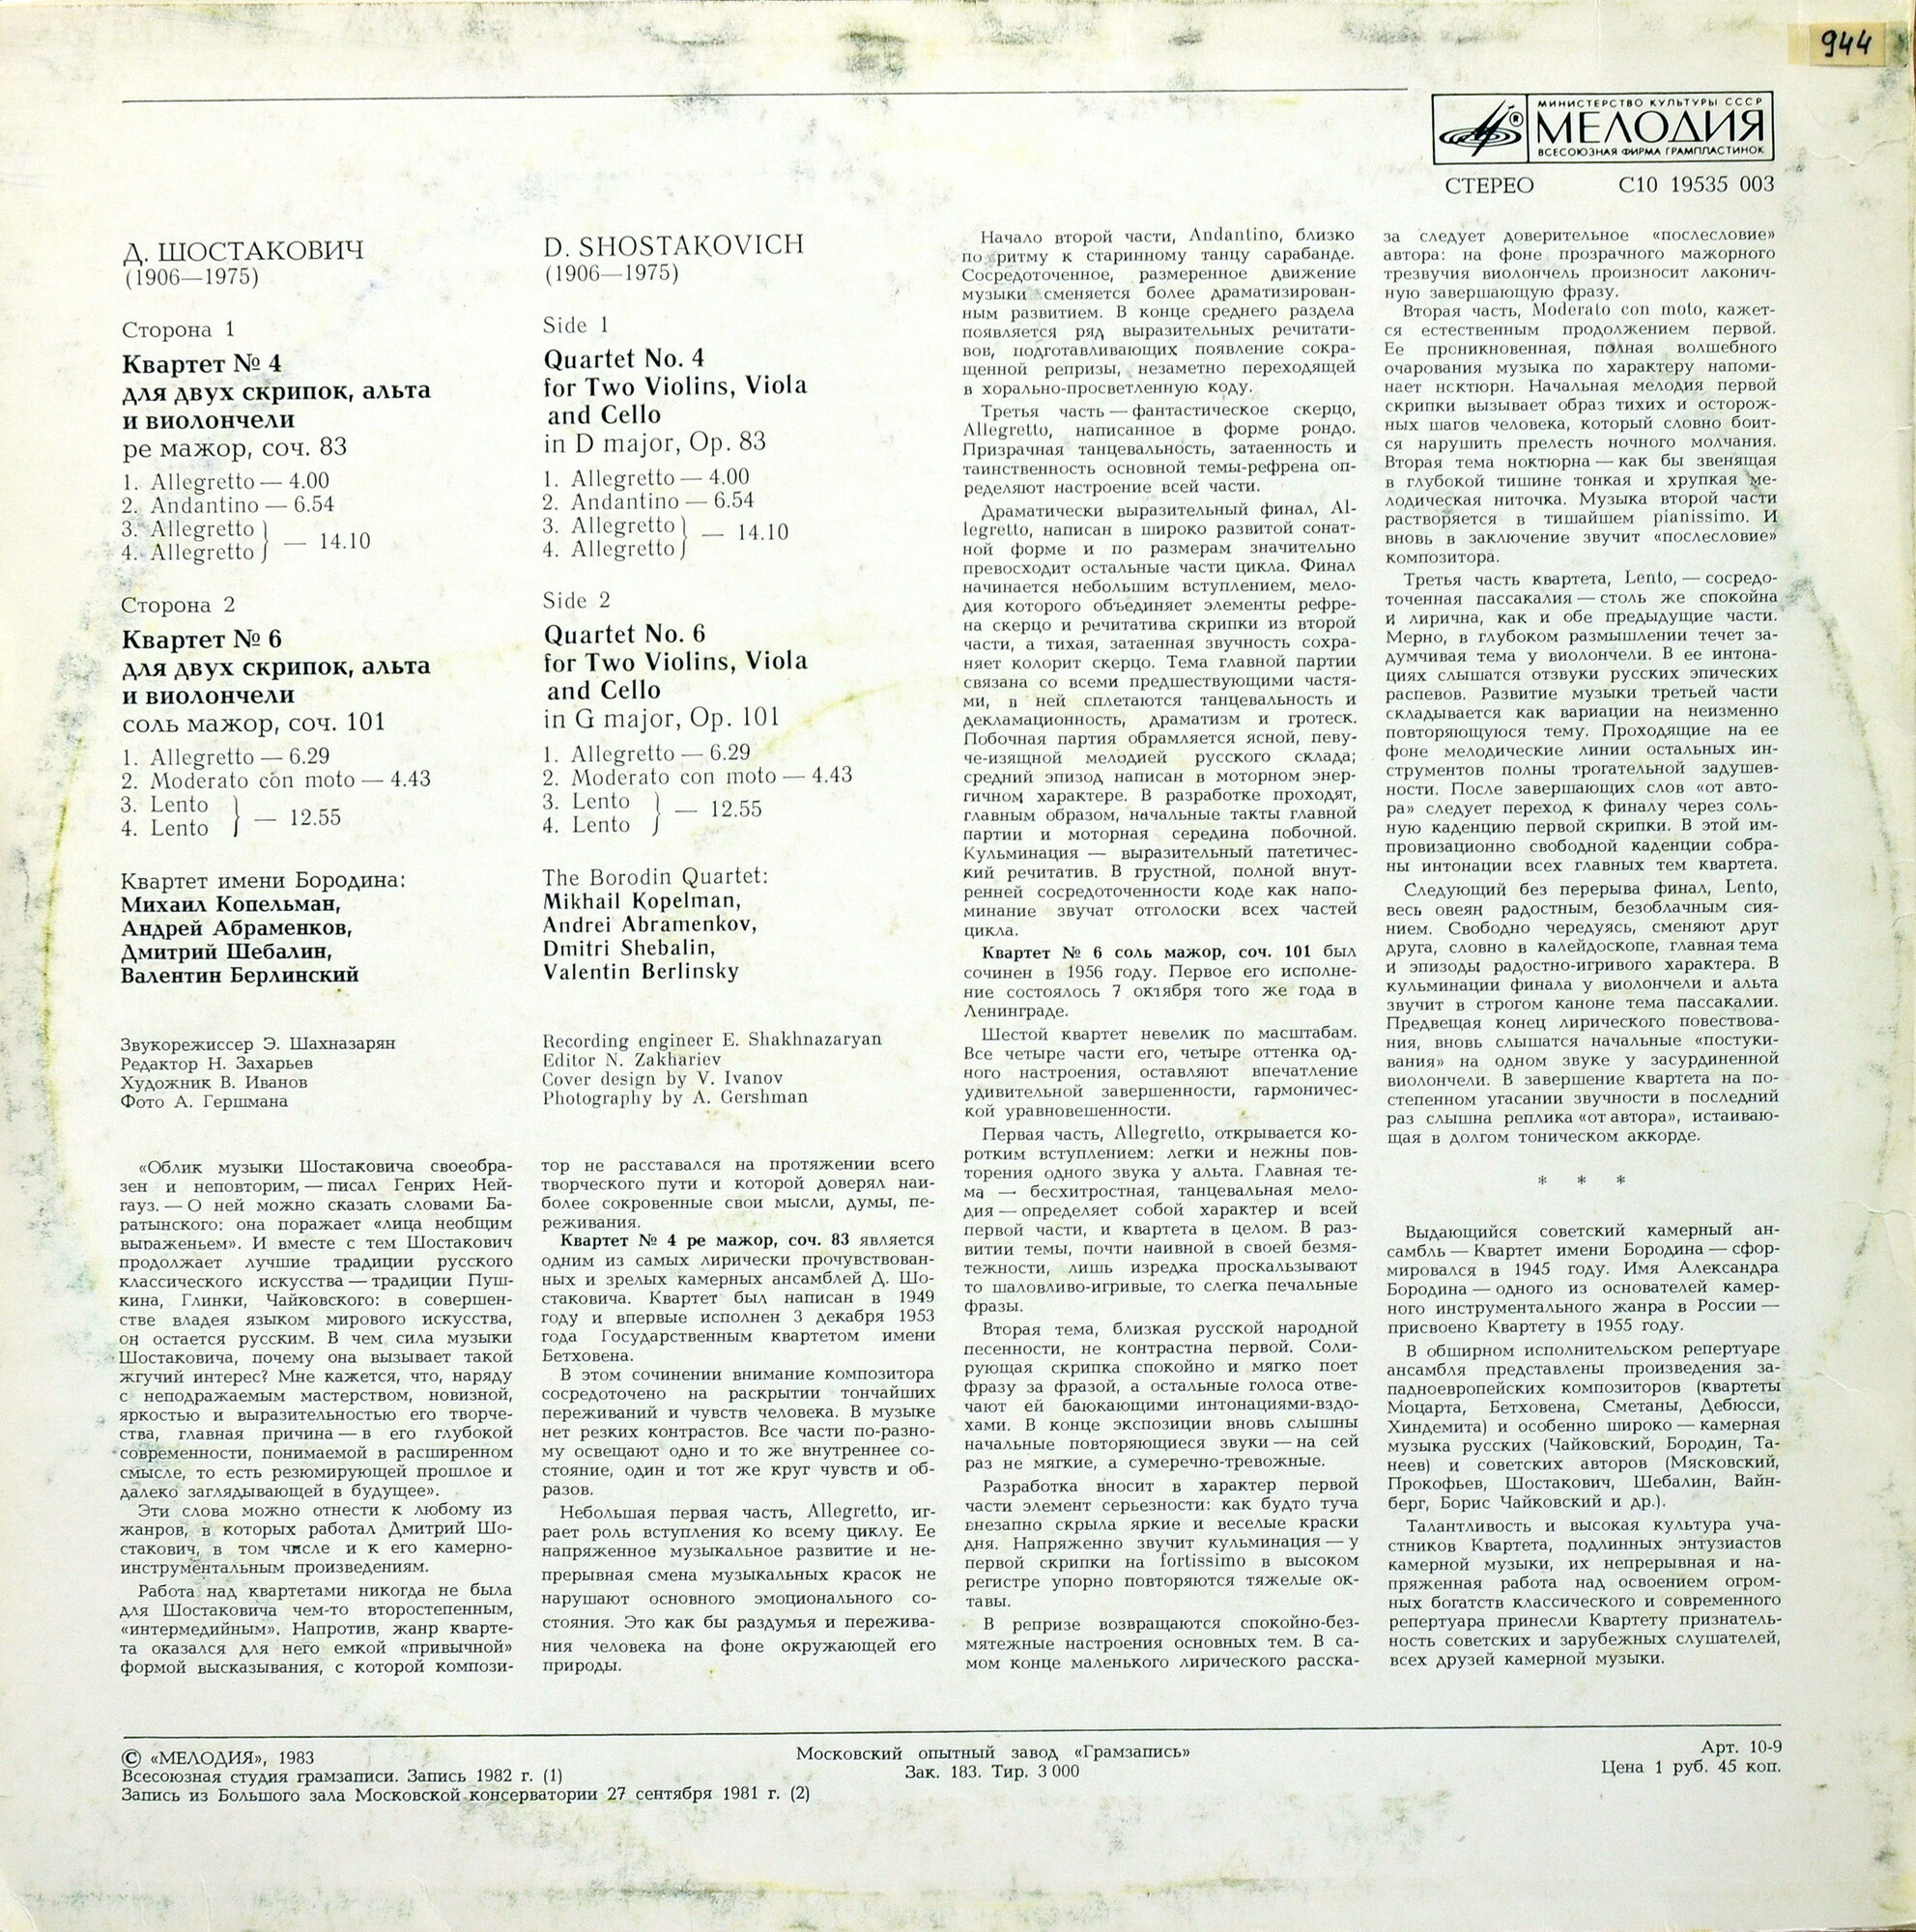 944
МИНИСТЕРСТВО КУЛЬТУРЫ СССР
МЕЛОДИЯ
ВСЕСОЮЗНАЯ ФИРМА ГРАМПЛАСТИНОК
СТЕРЕО С10 19535 003
Д. ШОСТАКОВИЧ
(1906—1975)
Сторона 1
Квартет № 4
для двух скрипок, альта
и виолончели
ре мажор, соч. 83
1. Allegretto — 4.00
2. Andantino — 6.54
3. Allegretto
4. Allegretto } — 14.10
Сторона 2
Квартет № 6
для двух скрипок, альта
и виолончели
соль мажор, соч. 101
1. Allegretto — 6.29
2. Moderato con moto — 4.43
3. Lento
4. Lento } — 12.55
Квартет имени Бородина:
Михаил Копельман,
Андрей Абраменков,
Дмитрий Шебалин,
Валентин Берлинский
Звукорежиссер Э. Шахназарян
Редактор Н. Захарьев
Художник В. Иванов
Фото А. Гершмана
D. SHOSTAKOVICH
(1906—1975)
Side 1
Quartet No. 4
for Two Violins, Viola
and Cello
in D major, Op. 83
1. Allegretto — 4.00
2. Andantino — 6.54
3. Allegretto
4. Allegretto } — 14.10
Side 2
Quartet No. 6
for Two Violins, Viola
and Cello
in G major, Op. 101
1. Allegretto — 6.29
2. Moderato con moto — 4.43
3. Lento
4. Lento } — 12.55
The Borodin Quartet:
Mikhail Kopelman,
Andrei Abramenkov,
Dmitri Shebalin,
Valentin Berlinsky
Recording engineer E. Shakhnazaryan
Editor N. Zakhariev
Cover design by V. Ivanov
Photography by A. Gershman
«Облик музыки Шостаковича своеобра-
зен и неповторим, — писал Генрих Ней-
гауз. — О ней можно сказать словами Ба-
ратынского: она поражает «лица необщим
выраженьем». И вместе с тем Шостакович
продолжает лучшие традиции русского
классического искусства — традиции Пуш-
кина, Глинки, Чайковского: в совершен-
стве владея языком мирового искусства,
он остается русским. В чем сила музыки
Шостаковича, почему она вызывает такой
жгучий интерес? Мне кажется, что, наряду
с неподражаемым мастерством, новизной,
яркостью и выразительностью его творче-
ства, главная причина — в его глубокой
современности, понимаемой в расширенном
смысле, то есть резюмирующей прошлое и
далеко заглядывающей в будущее».
Эти слова можно отнести к любому из
жанров, в которых работал Дмитрий Шо-
стакович, в том числе и к его камерно-
инструментальным произведениям.
Работа над квартетами никогда не была
для Шостаковича чем-то второстепенным,
«интермедийным». Напротив, жанр кварте-
та оказался для него емкой «привычной»
формой высказывания, с которой компози-
тор не расставался на протяжении всего
творческого пути и которой доверял наи-
более сокровенные свои мысли, думы, пе-
реживания.
Квартет № 4 ре мажор, соч. 83 является
одним из самых лирически прочувствован-
ных и зрелых камерных ансамблей Д. Шо-
стаковича. Квартет был написан в 1949
году и впервые исполнен 3 декабря 1953
года Государственным квартетом имени
Бетховена.
В этом сочинении внимание композитора
сосредоточено на раскрытии тончайших
переживаний и чувств человека. В музыке
нет резких контрастов. Все части по-разно-
му освещают одно и то же внутреннее со-
стояние, один и тот же круг чувств и об-
разов.
Небольшая первая часть, Allegretto, иг-
рает роль вступления ко всему циклу. Ее
напряженное музыкальное развитие и не-
прерывная смена музыкальных красок не
нарушают основного эмоционального со-
стояния. Это как бы раздумья и пережива-
ния человека на фоне окружающей его
природы.
Начало второй части, Andantino, близко
по ритму к старинному танцу сарабанде.
Сосредоточенное, размеренное движение
музыки сменяется более драматизирован-
ным развитием. В конце среднего раздела
появляется ряд выразительных речитати-
вов, подготавливающих появление сокра-
щенной репризы, незаметно переходящей
в хорально-просветленную коду.
Третья часть — фантастическое скерцо,
Allegretto, написанное в форме рондо.
Призрачная танцевальность, затаенность и
таинственность основной темы-рефрена оп-
ределяют настроение всей части.
Драматически выразительный финал, Al-
legretto, написан в широко развитой сонат-
ной форме и по размерам значительно
превосходит остальные части цикла. Финал
начинается небольшим вступлением, мело-
дия которого объединяет элементы рефре-
на скерцо и речитатива скрипки из второй
части, а тихая, затаенная звучность сохра-
няет колорит скерцо. Тема главной партии
связана со всеми предшествующими частя-
ми, в ней сплетаются танцевальность и
декламационность, драматизм и гротеск.
Побочная партия обрамляется ясной, певу-
че-изящной мелодией русского склада;
средний эпизод написан в моторном энер-
гичном характере. В разработке проходят,
главным образом, начальные такты главной
партии и моторная середина побочной.
Кульминация — выразительный патетичес-
кий речитатив. В грустной, полной внут-
ренней сосредоточенности коде как напо-
минание звучат отголоски всех частей
цикла.
Квартет № 6 соль мажор, соч. 101 был
сочинен в 1956 году. Первое его исполне-
ние состоялось 7 октября того же года в
Ленинграде.
Шестой квартет невелик по масштабам.
Все четыре части его, четыре оттенка од-
ного настроения, оставляют впечатление
удивительной завершенности, гармоничес-
кой уравновешенности.
Первая часть, Allegretto, открывается ко-
ротким вступлением: легки и нежны пов-
торения одного звука у альта. Главная те-
ма — бесхитростная, танцевальная мело-
дия — определяет собой характер и всей
первой части, и квартета в целом. В раз-
витии темы, почти наивной в своей безмя-
тежности, лишь изредка проскальзывают
то шаловливо-игривые, то слегка печальные
фразы.
Вторая тема, близкая русской народной
песенности, не контрастна первой. Соли-
рующая скрипка спокойно и мягко поет
фразу за фразой, а остальные голоса отве-
чают ей баюкающими интонациями-вздо-
хами. В конце экспозиции вновь слышны
начальные повторяющиеся звуки — на сей
раз не мягкие, а сумеречно-тревожные.
Разработка вносит в характер первой
части элемент серьезности: как будто туча
внезапно скрыла яркие и веселые краски
дня. Напряженно звучит кульминация — у
первой скрипки на fortissimo в высоком
регистре упорно повторяются тяжелые ок-
тавы.
В репризе возвращаются спокойно-без-
мятежные настроения основных тем. В са-
мом конце маленького лирического расска-
за следует доверительное «послесловие»
автора: на фоне прозрачного мажорного
трезвучия виолончель произносит лаконич-
ную завершающую фразу.
Вторая часть, Moderato con moto, кажет-
ся естественным продолжением первой.
Ее проникновенная, полная волшебного
очарования музыка по характеру напоми-
нает ноктюрн. Начальная мелодия первой
скрипки вызывает образ тихих и осторож-
ных шагов человека, который словно боит-
ся нарушить прелесть ночного молчания.
Вторая тема ноктюрна — как бы звенящая
в глубокой тишине тонкая и хрупкая ме-
лодическая ниточка. Музыка второй части
растворяется в тишайшем pianissimo. И
вновь в заключение звучит «послесловие»
композитора.
Третья часть квартета, Lento, — сосредо-
точенная пассакалия — столь же спокойна
и лирична, как и обе предыдущие части.
Мерно, в глубоком размышлении течет за-
думчивая тема у виолончели. В ее интона-
циях слышатся отзвуки русских эпических
распевов. Развитие музыки третьей части
складывается как вариации на неизменно
повторяющуюся тему. Проходящие на ее
фоне мелодические линии остальных ин-
струментов полны трогательной задушев-
ности. После завершающих слов «от авто-
ра» следует переход к финалу через соль-
ную каденцию первой скрипки. В этой им-
провизационно свободной каденции собра-
ны интонации всех главных тем квартета.
Следующий без перерыва финал, Lento,
весь овеян радостным, безоблачным сия-
нием. Свободно чередуясь, сменяют друг
друга, словно в калейдоскопе, главная тема
и эпизоды радостно-игривого характера. В
кульминации финала у виолончели и альта
звучит в строгом каноне тема пассакалии.
Предвещая конец лирического повествова-
ния, вновь слышатся начальные «постуки-
вания» на одном звуке у засурдиненной
виолончели. В завершение квартета на по-
степенном угасании звучности в последний
раз слышна реплика «от автора», истаиваю-
щая в долгом тоническом аккорде.
* * *
Выдающийся советский камерный ан-
самбль — Квартет имени Бородина — сфор-
мировался в 1945 году. Имя Александра
Бородина — одного из основателей камер-
ного инструментального жанра в России —
присвоено Квартету в 1955 году.
В обширном исполнительском репертуаре
ансамбля представлены произведения за-
падноевропейских композиторов (квартеты
Моцарта, Бетховена, Сметаны, Дебюсси,
Хиндемита) и особенно широко — камерная
музыка русских (Чайковский, Бородин, Та-
неев) и советских авторов (Мясковский,
Прокофьев, Шостакович, Шебалин, Вайн-
берг, Борис Чайковский и др.).
Талантливость и высокая культура уча-
стников Квартета, подлинных энтузиастов
камерной музыки, их непрерывная и на-
пряженная работа над освоением огром-
ных богатств классического и современного
репертуара принесли Квартету признатель-
ность советских и зарубежных слушателей,
всех друзей камерной музыки.
© «МЕЛОДИЯ», 1983
Всесоюзная студия грамзаписи. Запись 1982 г. (1)
Запись из Большого зала Московской консерватории 27 сентября 1981 г. (2)
Московский опытный завод «Грамзапись»
Зак. 183. Тир. 3 000
Арт. 10-9
Цена 1 руб. 45 коп.